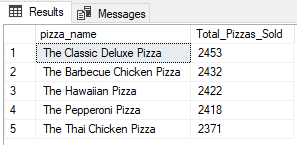 Results Messages
pizza_name Total_Pizzas_Sold
1 The Classic Deluxe Pizza 2453
2 The Barbecue Chicken Pizza 2432
3 The Hawaiian Pizza 2422
4 The Pepperoni Pizza 2418
5 The Thai Chicken Pizza 2371